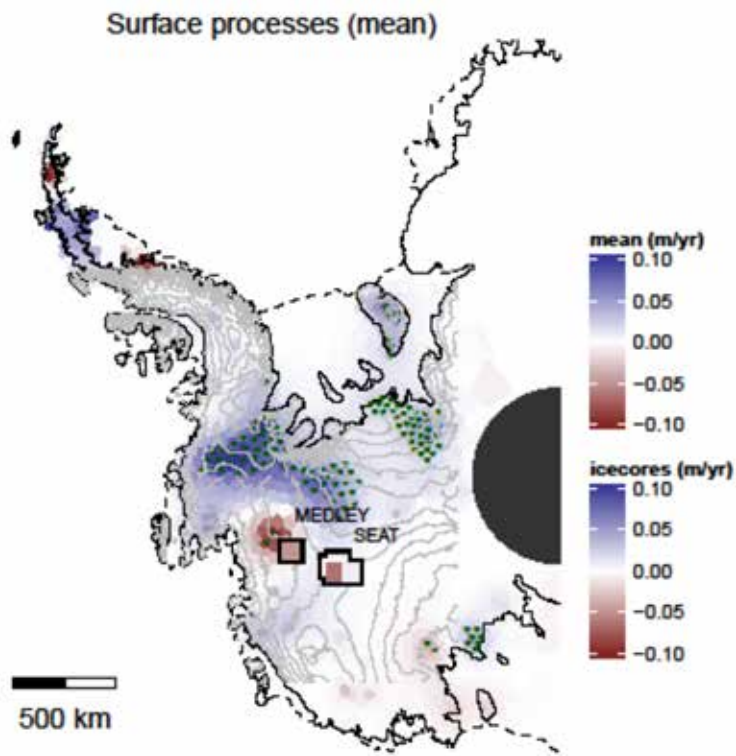 Surface processes (mean)
mean (m/yr)
0.10
0.05
0.00
−0.05
−0.10
icecores (m/yr)
0.10
0.05
0.00
−0.05
−0.10
MEDLEY
SEAT
500 km